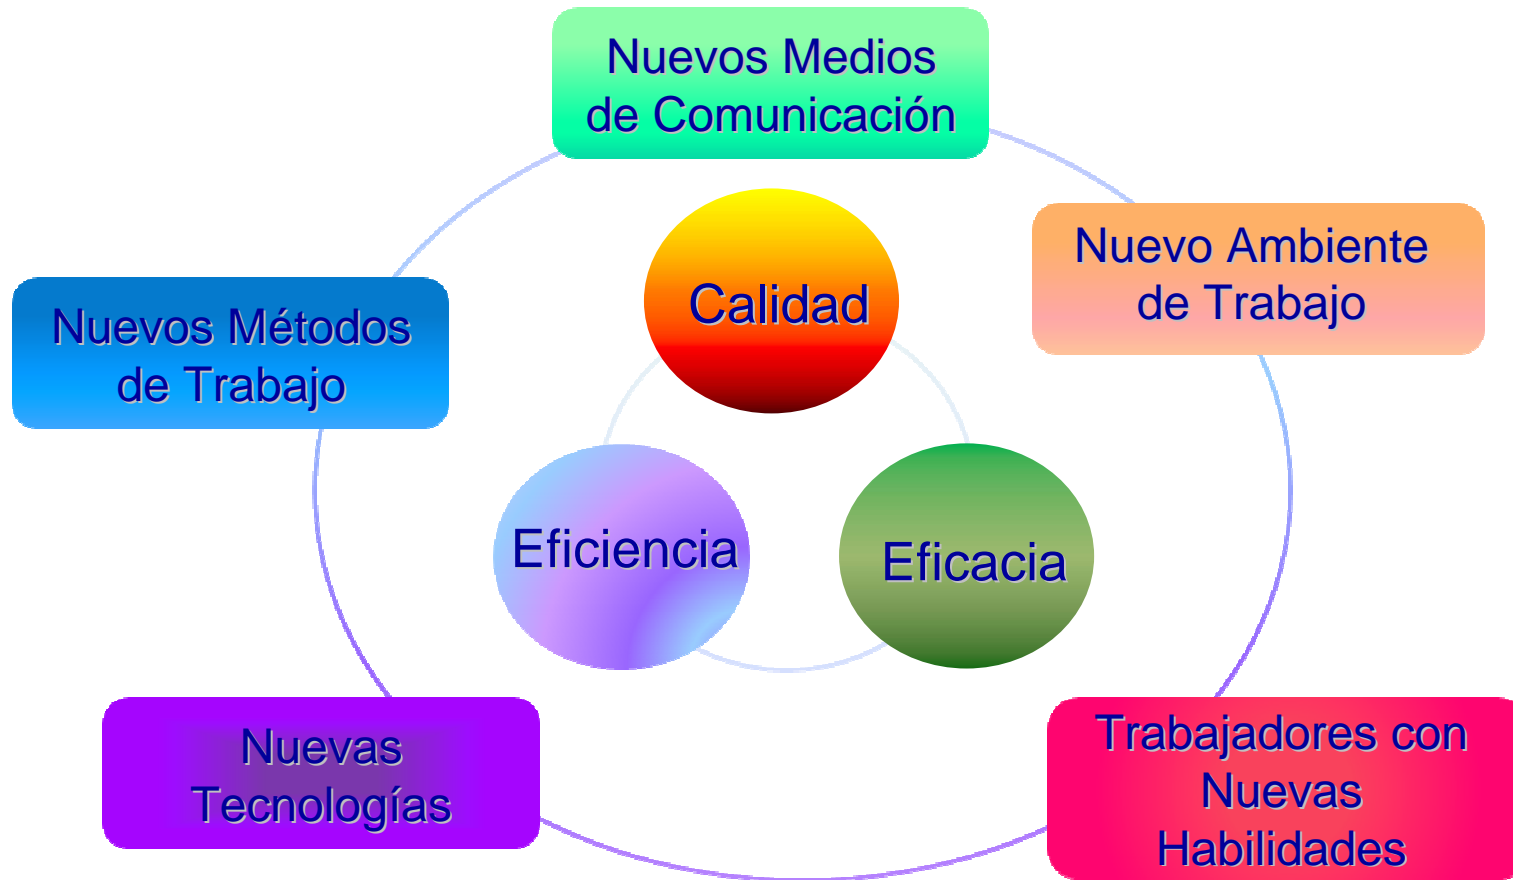 Nuevos Medios
de Comunicación
Nuevo Ambiente
de Trabajo
Calidad
Nuevos Métodos
de Trabajo
Eficiencia
Eficacia
Nuevas
Tecnologías
Trabajadores con
Nuevas
Habilidades